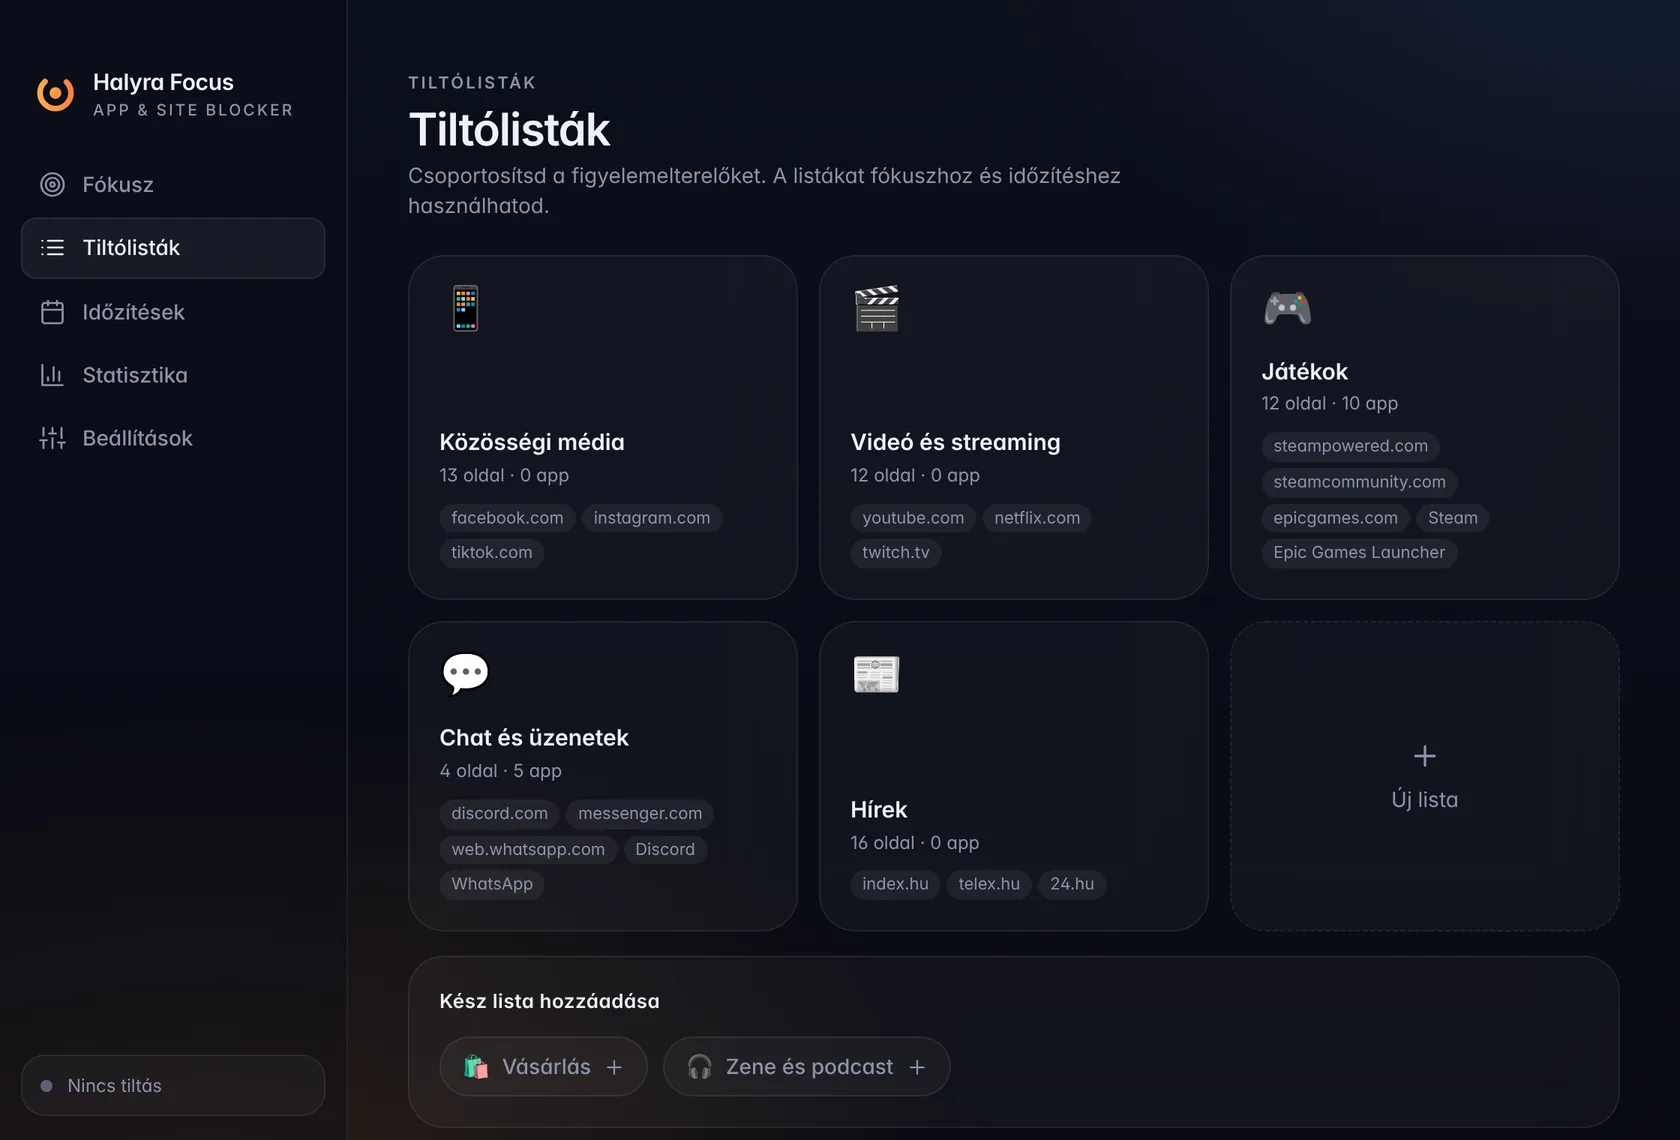 Halyra Focus
APP & SITE BLOCKER
Fókusz
Tiltólisták
Időzítések
Statisztika
Beállítások
Nincs tiltás
TILTÓLISTÁK
Tiltólisták
Csoportosítsd a figyelemelterelőket. A listákat fókuszhoz és időzítéshez
használhatod.
Közösségi média
13 oldal · 0 app
facebook.com instagram.com
tiktok.com
Videó és streaming
12 oldal · 0 app
youtube.com netflix.com
twitch.tv
Játékok
12 oldal · 10 app
steampowered.com
steamcommunity.com
epicgames.com Steam
Epic Games Launcher
Chat és üzenetek
4 oldal · 5 app
discord.com messenger.com
web.whatsapp.com Discord
WhatsApp
Hírek
16 oldal · 0 app
index.hu telex.hu 24.hu
+
Új lista
Kész lista hozzáadása
Vásárlás + Zene és podcast +